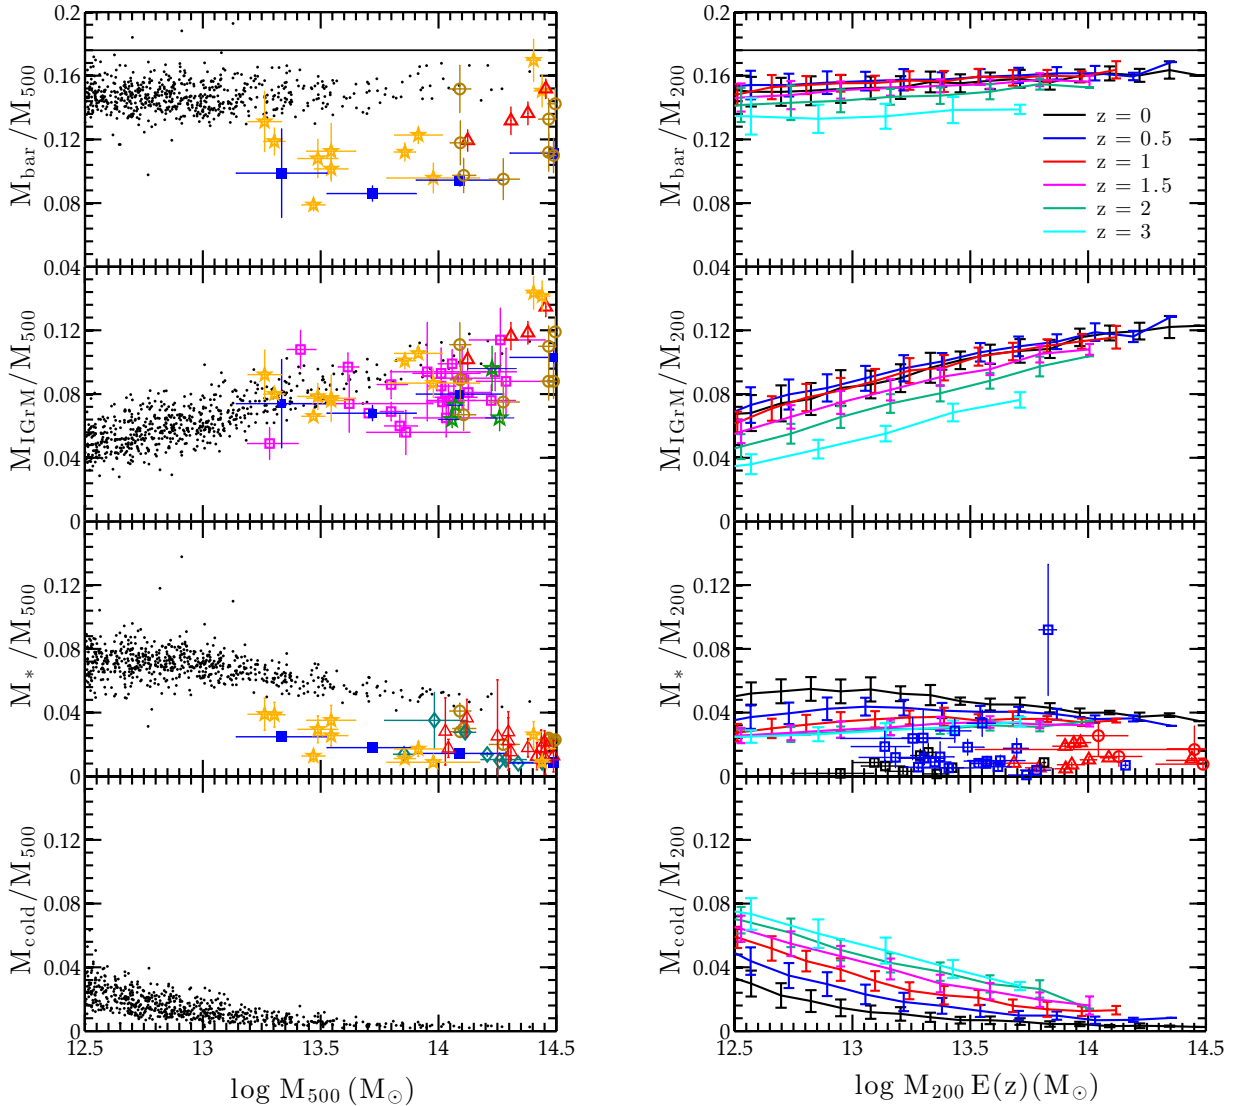 0.2
0.16
0.12
0.08
0.04
M_bar/M_500
0.12
0.08
0.04
0
M_IGrM/M_500
0.12
0.08
0.04
0
M_*/M_500
0.12
0.08
0.04
0
M_cold/M_500
12.5 13 13.5 14 14.5
log M_500 (M_⊙)
0.2
0.16
0.12
0.08
0.04
M_bar/M_200
z = 0
z = 0.5
z = 1
z = 1.5
z = 2
z = 3
0.12
0.08
0.04
0
M_IGrM/M_200
0.12
0.08
0.04
0
M_*/M_200
0.12
0.08
0.04
0
M_cold/M_200
12.5 13 13.5 14 14.5
log M_200 E(z)(M_⊙)